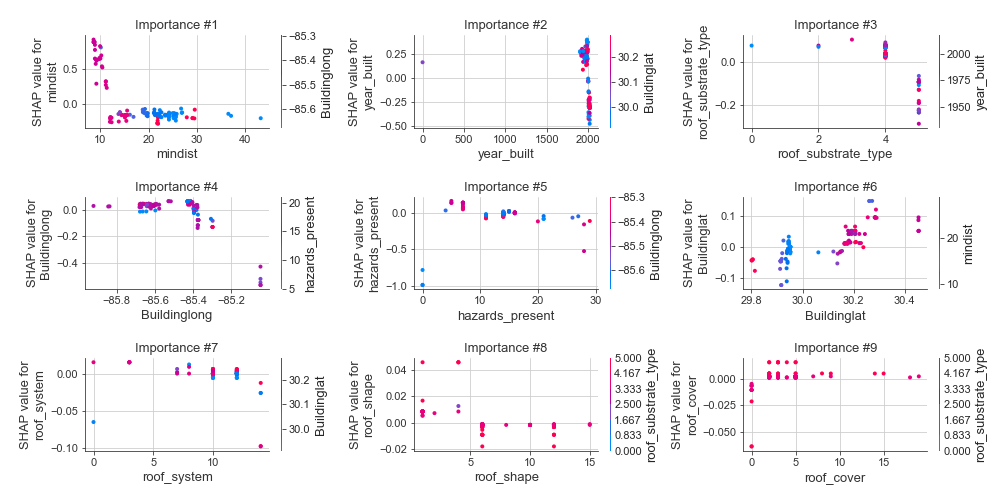 Importance #1
SHAP value for
mindist
0.5
0.0
10
20
30
40
mindist
−85.3
−85.4
−85.5
−85.6
Buildinglong
Importance #2
SHAP value for
year_built
0.25
0.00
−0.25
−0.50
0
500
1000
1500
2000
year_built
30.2
30.1
30.0
Buildinglat
Importance #3
SHAP value for
roof_substrate_type
0.0
−0.2
0
2
4
roof_substrate_type
2000
1975
1950
year_built
Importance #4
SHAP value for
Buildinglong
0.0
−0.2
−0.4
−85.8
−85.6
−85.4
−85.2
Buildinglong
20
15
10
5
hazards_present
Importance #5
SHAP value for
hazards_present
0.0
−0.5
−1.0
0
10
20
30
hazards_present
−85.3
−85.4
−85.5
−85.6
Buildinglong
Importance #6
SHAP value for
Buildinglat
0.1
0.0
−0.1
29.8
30.0
30.2
30.4
Buildinglat
20
10
mindist
Importance #7
SHAP value for
roof_system
0.00
−0.05
−0.10
0
5
10
roof_system
30.2
30.1
30.0
Buildinglat
Importance #8
SHAP value for
roof_shape
0.04
0.02
0.00
−0.02
5
10
15
roof_shape
5.000
4.167
3.333
2.500
1.667
0.833
0.000
roof_substrate_type
Importance #9
SHAP value for
roof_cover
0.000
−0.025
−0.050
0
5
10
15
roof_cover
5.000
4.167
3.333
2.500
1.667
0.833
0.000
roof_substrate_type